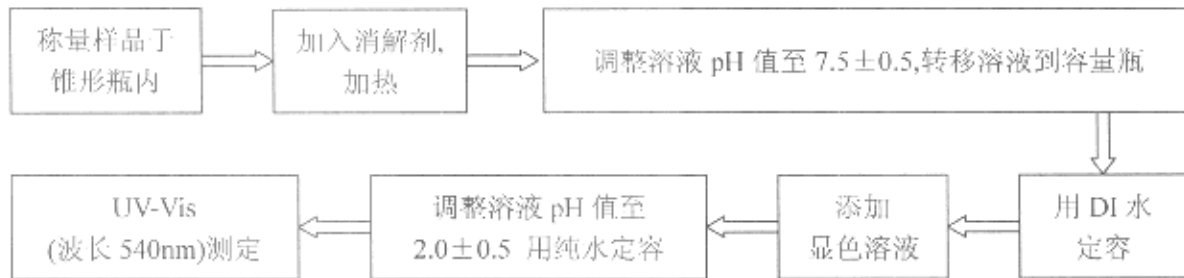 称量样品于
锥形瓶内
加入消解剂,
加热
调整溶液 pH 值至 7.5±0.5,转移溶液到容量瓶
用 DI 水
定容
添加
显色溶液
调整溶液 pH 值至
2.0±0.5 用纯水定容
UV-Vis
(波长 540nm)测定